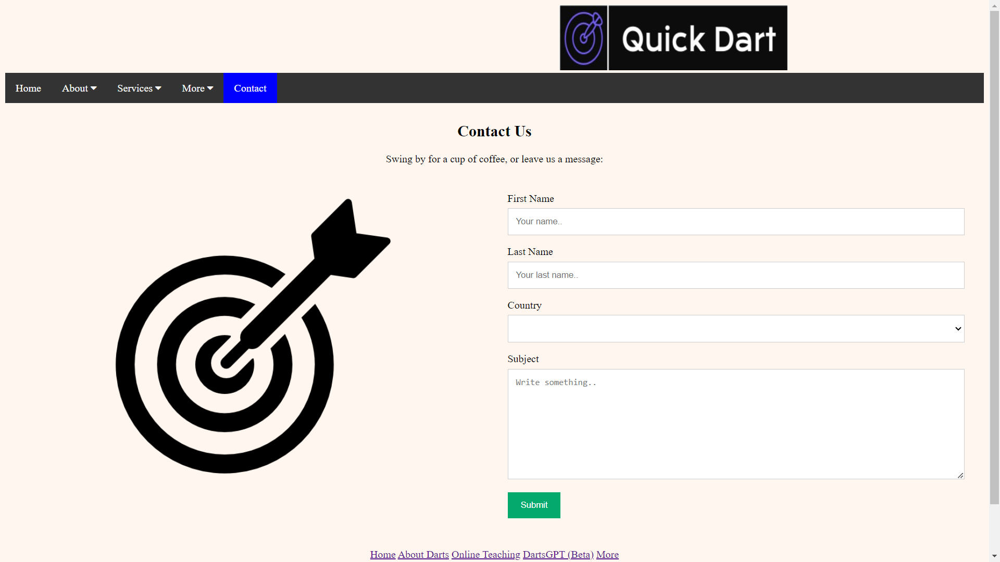 Quick Dart
Home About Services More Contact
Contact Us
Swing by for a cup of coffee, or leave us a message:
First Name
Your name..
Last Name
Your last name..
Country
Subject
Write something..
Submit
Home About Darts Online Teaching DartsGPT (Beta) More